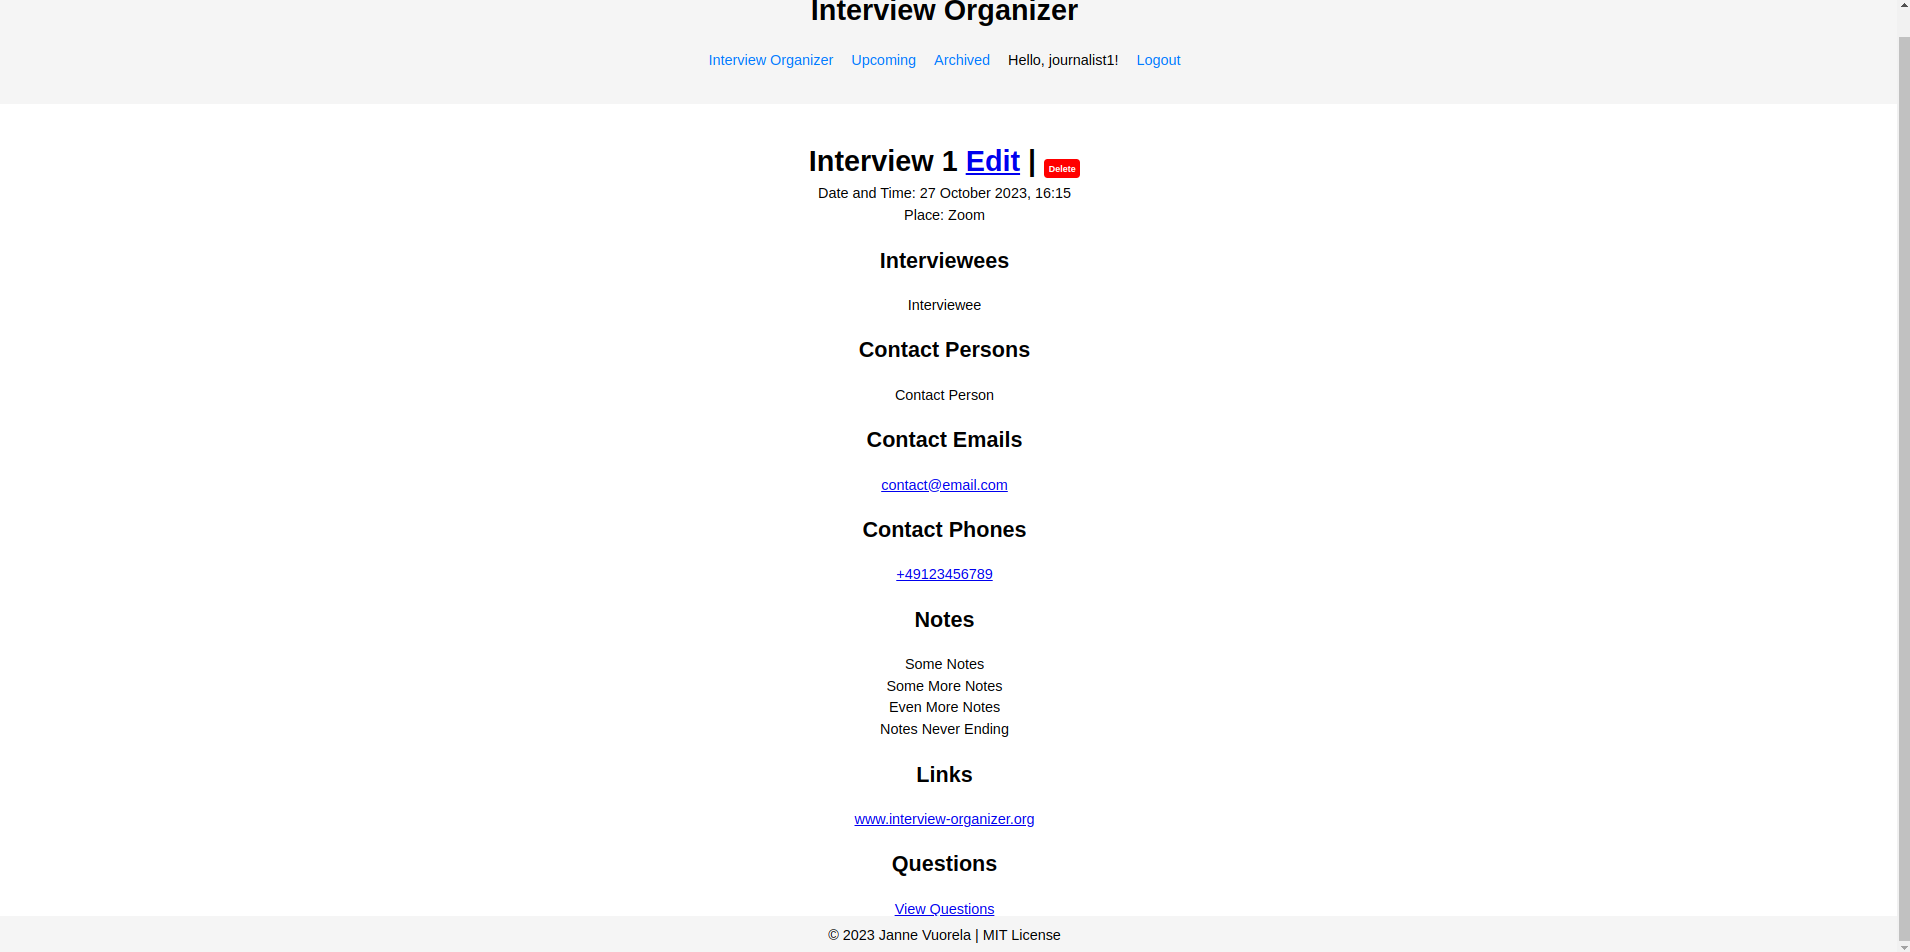 Interview Organizer
Interview Organizer Upcoming Archived Hello, journalist1! Logout
Interview 1 Edit | Delete
Date and Time: 27 October 2023, 16:15
Place: Zoom
Interviewees
Interviewee
Contact Persons
Contact Person
Contact Emails
contact@email.com
Contact Phones
+49123456789
Notes
Some Notes
Some More Notes
Even More Notes
Notes Never Ending
Links
www.interview-organizer.org
Questions
View Questions
© 2023 Janne Vuorela | MIT License